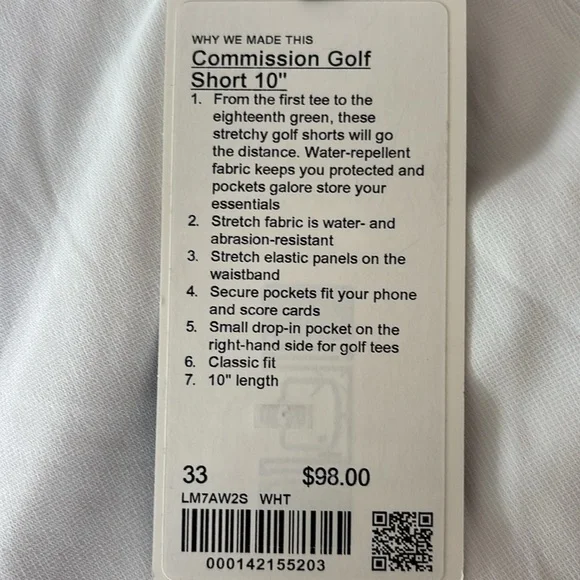 WHY WE MADE THIS
Commission Golf
Short 10"
1. From the first tee to the
eighteenth green, these
stretchy golf shorts will go
the distance. Water-repellent
fabric keeps you protected and
pockets galore store your
essentials
2. Stretch fabric is water- and
abrasion-resistant
3. Stretch elastic panels on the
waistband
4. Secure pockets fit your phone
and score cards
5. Small drop-in pocket on the
right-hand side for golf tees
6. Classic fit
7. 10" length
33 $98.00
LM7AW2S WHT
000142155203